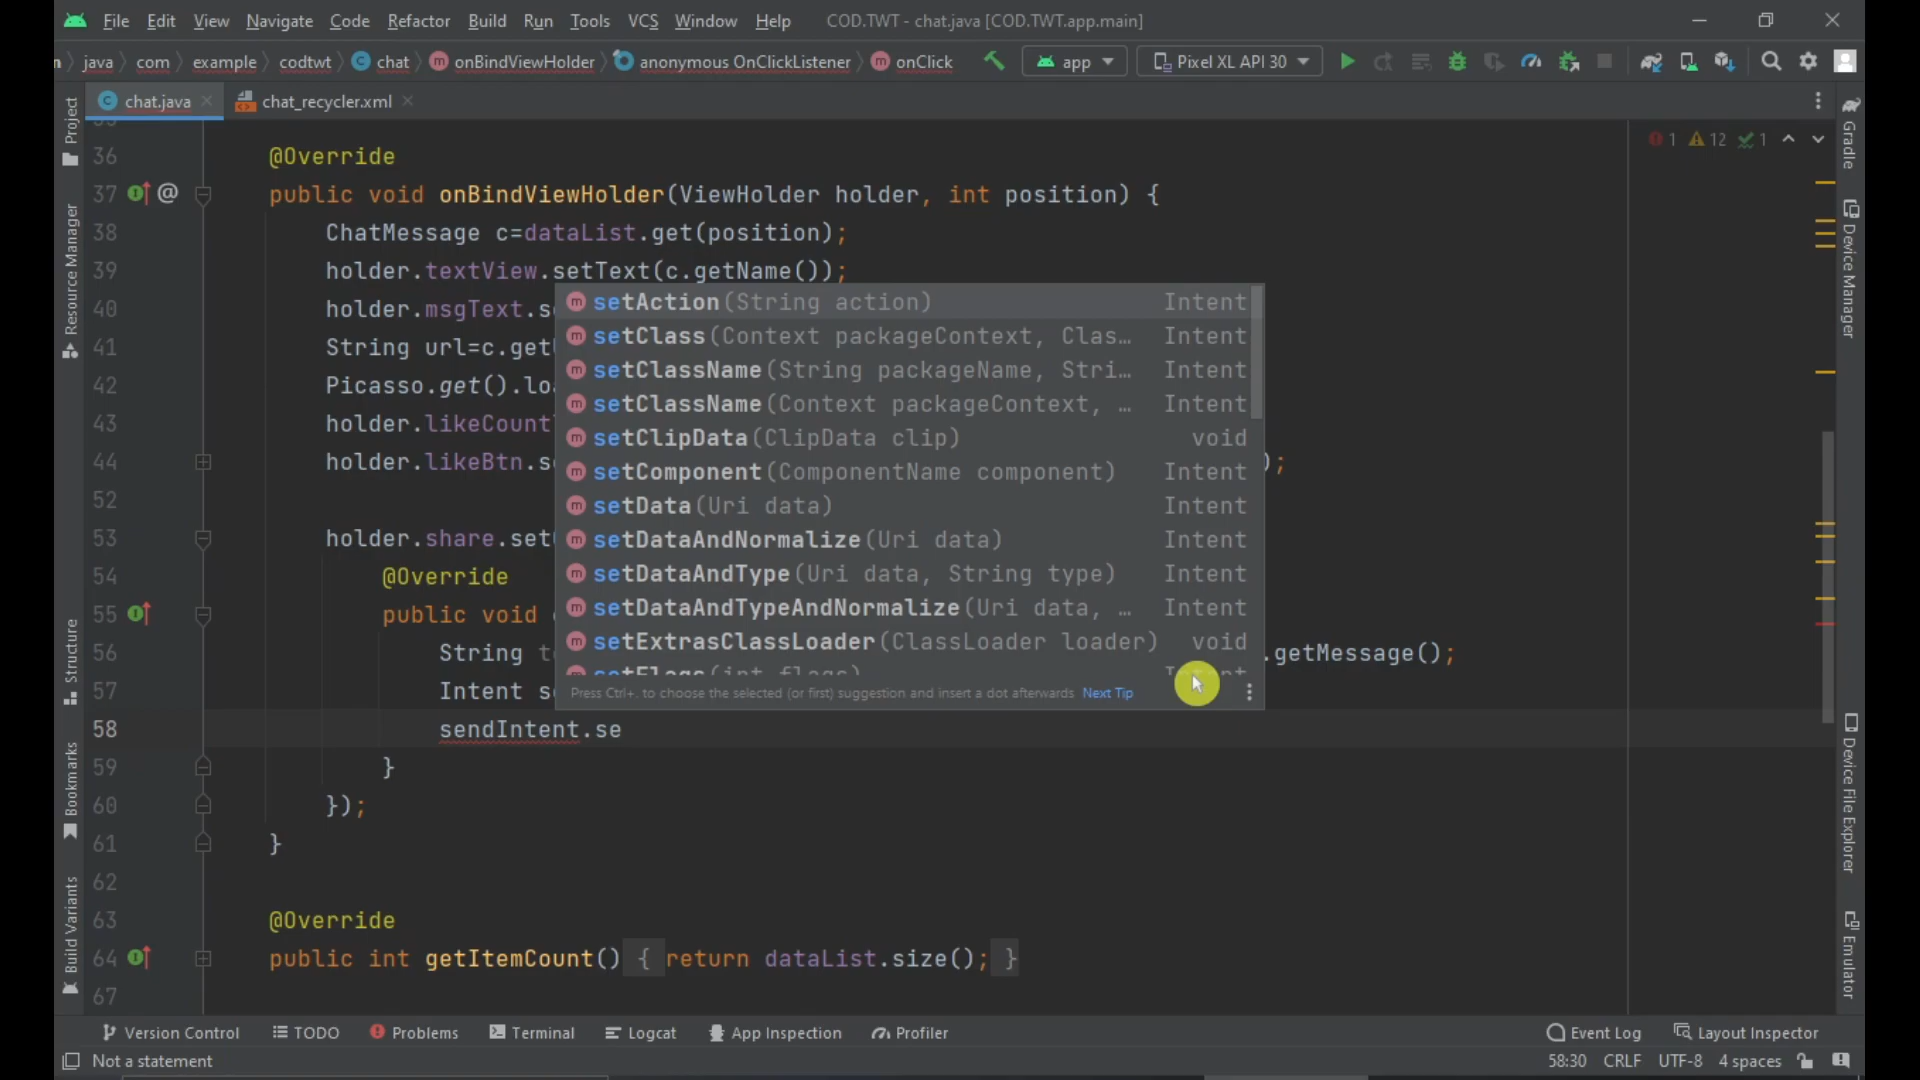 File Edit View Navigate Code Refactor Build Run Tools VCS Window Help COD.TWT - chat.java [COD.TWT.app.main]
java com example codtwt chat onBindViewHolder anonymous OnClickListener onClick app Pixel XL API 30
chat.java chat_recycler.xml
Project
Resource Manager
Structure
Bookmarks
Build Variants
1 12 1
36 @Override
37 @ public void onBindViewHolder(ViewHolder holder, int position) {
38 ChatMessage c=dataList.get(position);
39 holder.textView.setText(c.getName());
40 holder.msgText.s
41 String url=c.get
42 Picasso.get().lo
43 holder.likeCount
44 holder.likeBtn.s );
52
53 holder.share.set
54 @Override
55 public void
56 String .getMessage();
57 Intent s
58 sendIntent.se
59 }
60 });
61 }
62
63 @Override
64 public int getItemCount() { return dataList.size(); }
67
setAction(String action) Intent
setClass(Context packageContext, Clas… Intent
setClassName(String packageName, Stri… Intent
setClassName(Context packageContext, … Intent
setClipData(ClipData clip) void
setComponent(ComponentName component) Intent
setData(Uri data) Intent
setDataAndNormalize(Uri data) Intent
setDataAndType(Uri data, String type) Intent
setDataAndTypeAndNormalize(Uri data, … Intent
setExtrasClassLoader(ClassLoader loader) void
setFlags(int flags) Intent
Press Ctrl+. to choose the selected (or first) suggestion and insert a dot afterwards Next Tip
Gradle
Device Manager
Device File Explorer
Emulator
Version Control TODO Problems Terminal Logcat App Inspection Profiler Event Log Layout Inspector
Not a statement 58:30 CRLF UTF-8 4 spaces